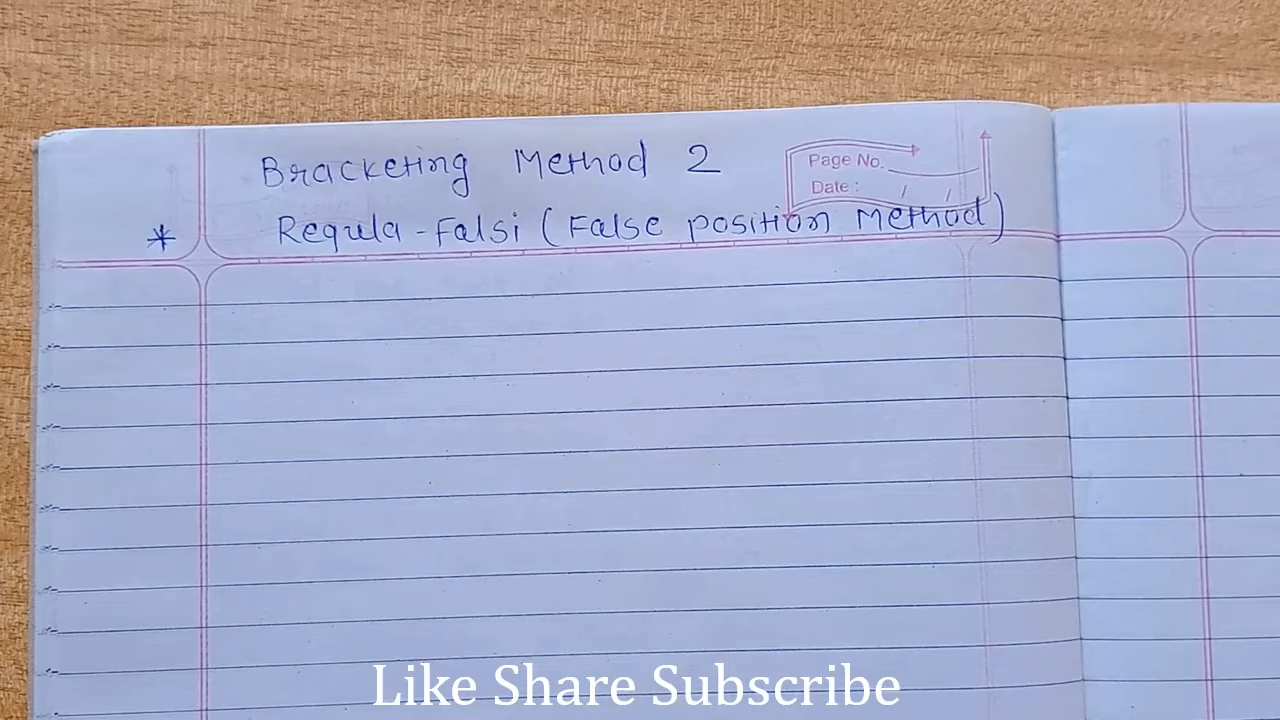 Bracketing Method 2
Page No.
Date : / /
* Regula - Falsi (False position Method)
Like Share Subscribe